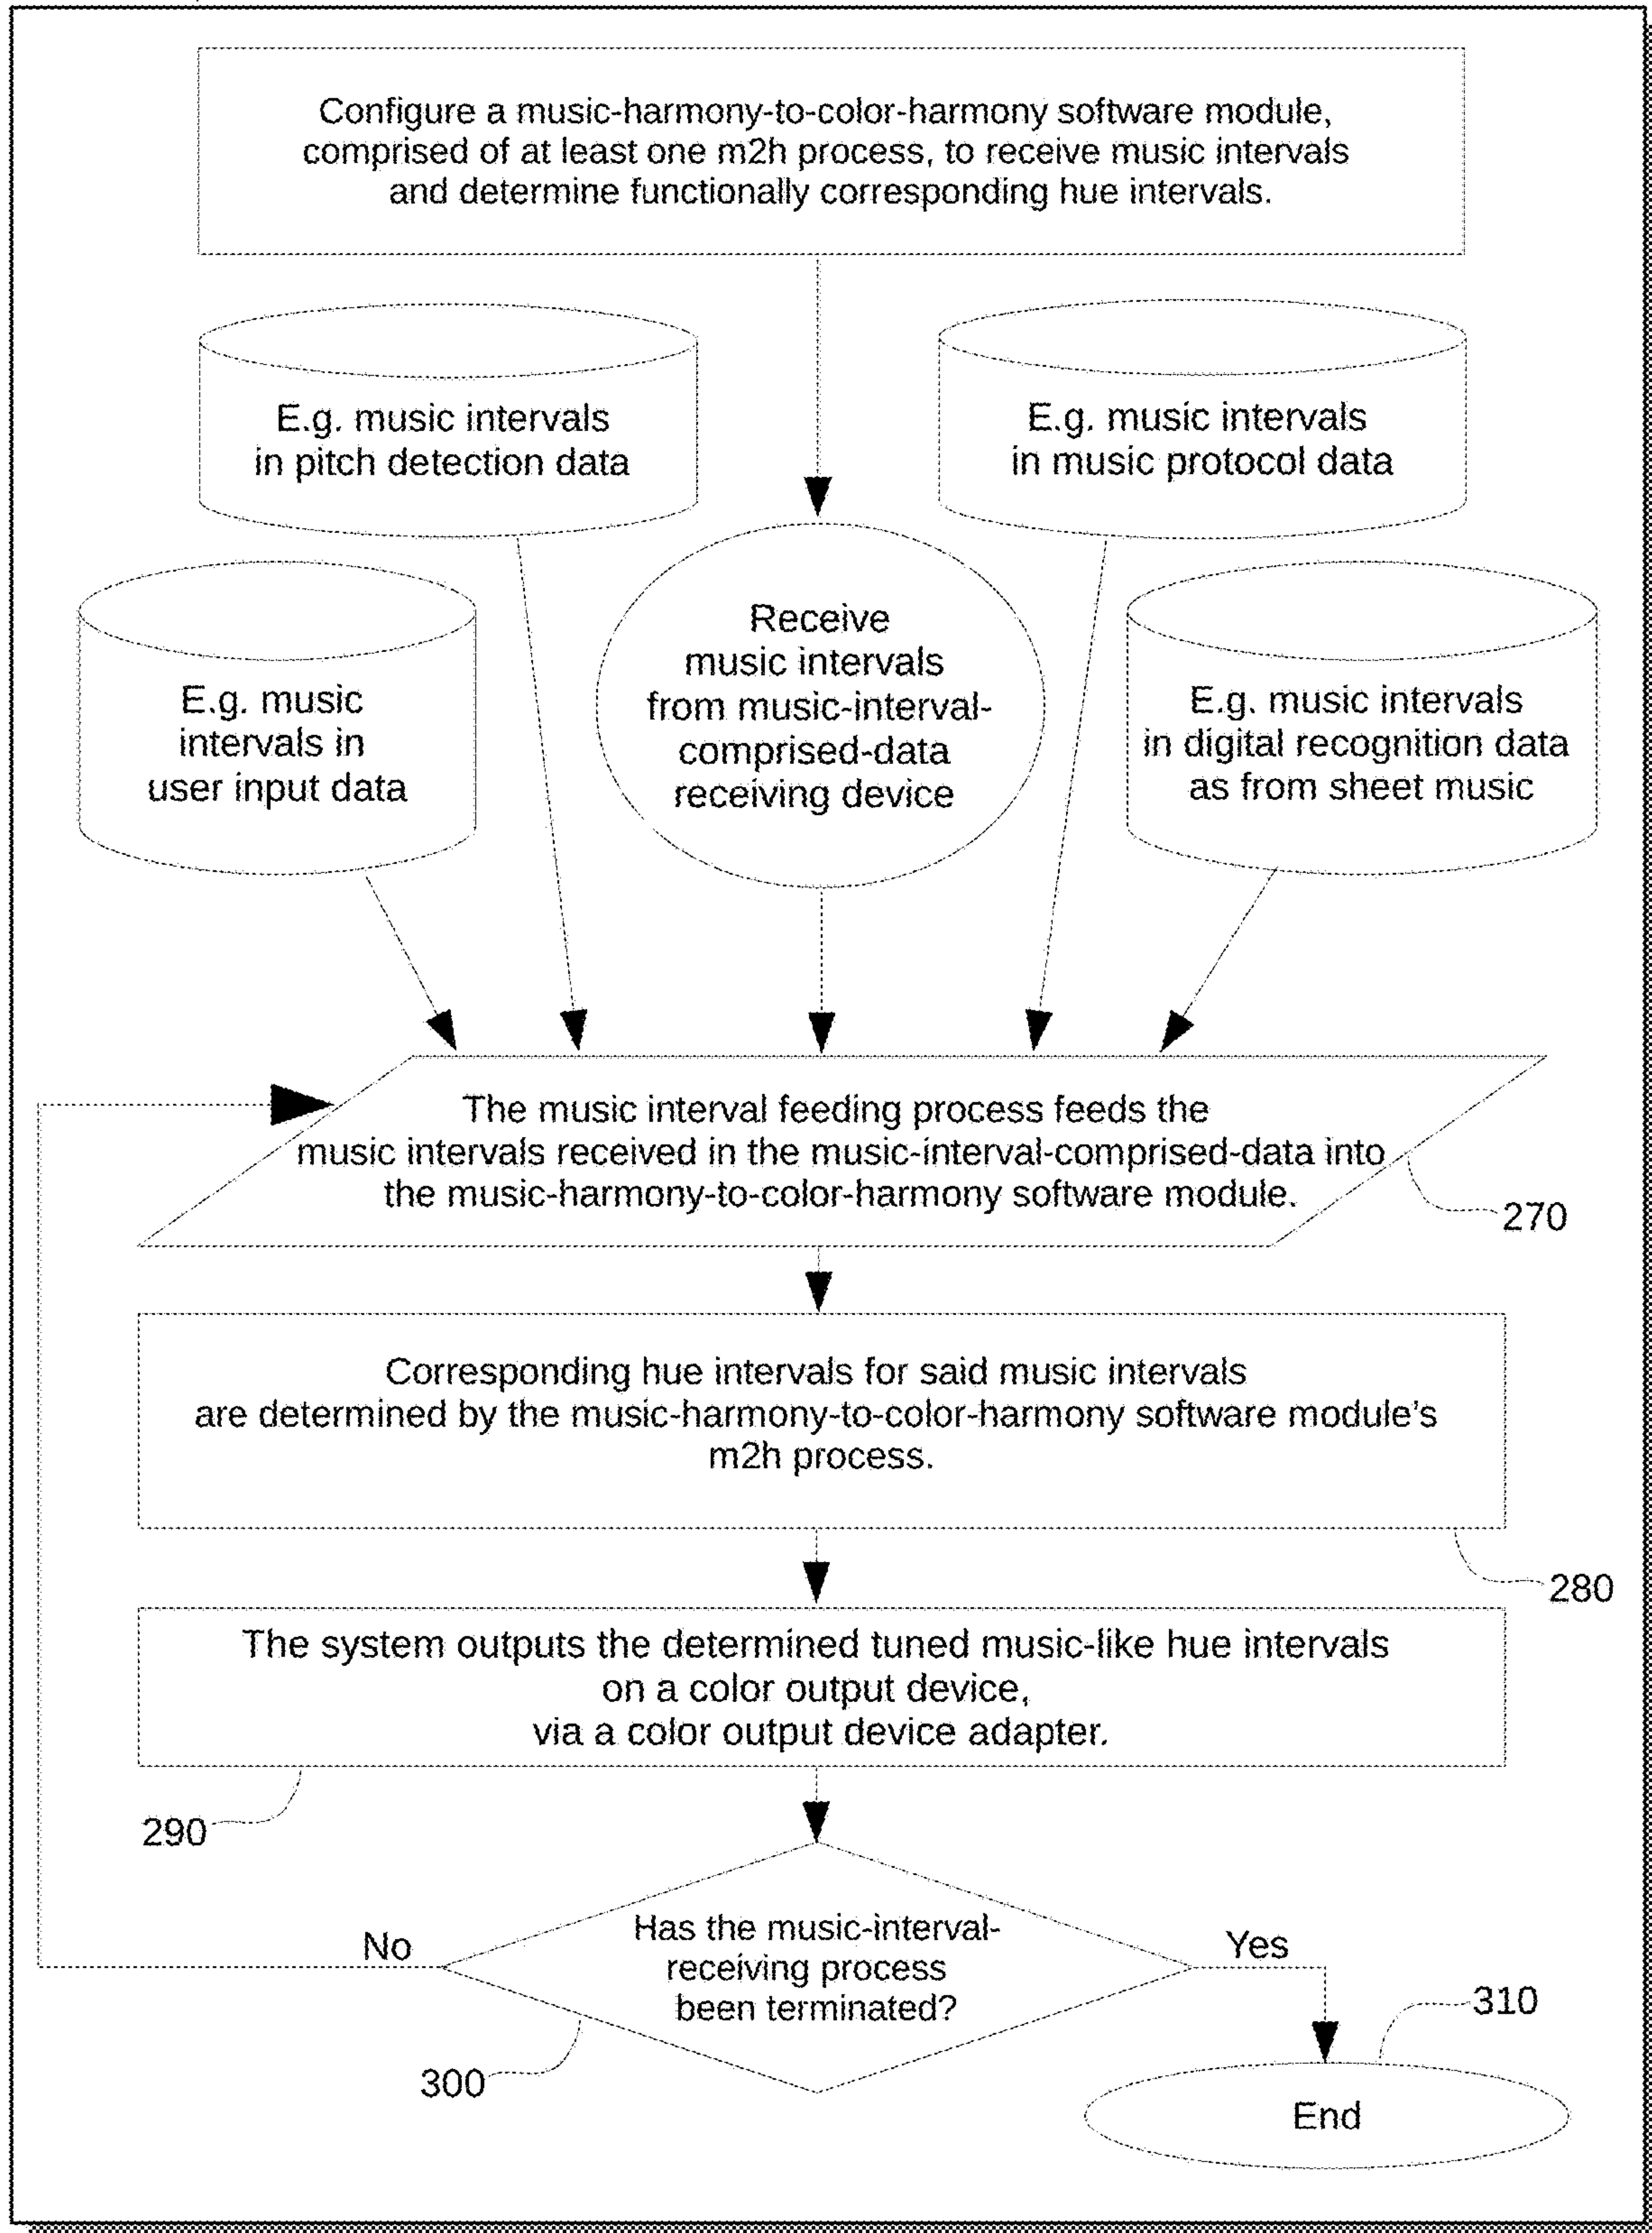 Configure a music-harmony-to-color-harmony software module,
comprised of at least one m2h process, to receive music intervals
and determine functionally corresponding hue intervals.
E.g. music intervals
in pitch detection data
E.g. music intervals
in music protocol data
E.g. music
intervals in
user input data
Receive
music intervals
from music-interval-
comprised-data
receiving device
E.g. music intervals
in digital recognition data
as from sheet music
The music interval feeding process feeds the
music intervals received in the music-interval-comprised-data into
the music-harmony-to-color-harmony software module.
270
Corresponding hue intervals for said music intervals
are determined by the music-harmony-to-color-harmony software module's
m2h process.
280
The system outputs the determined tuned music-like hue intervals
on a color output device,
via a color output device adapter.
290
Has the music-interval-
receiving process
been terminated?
No
Yes
300
310
End